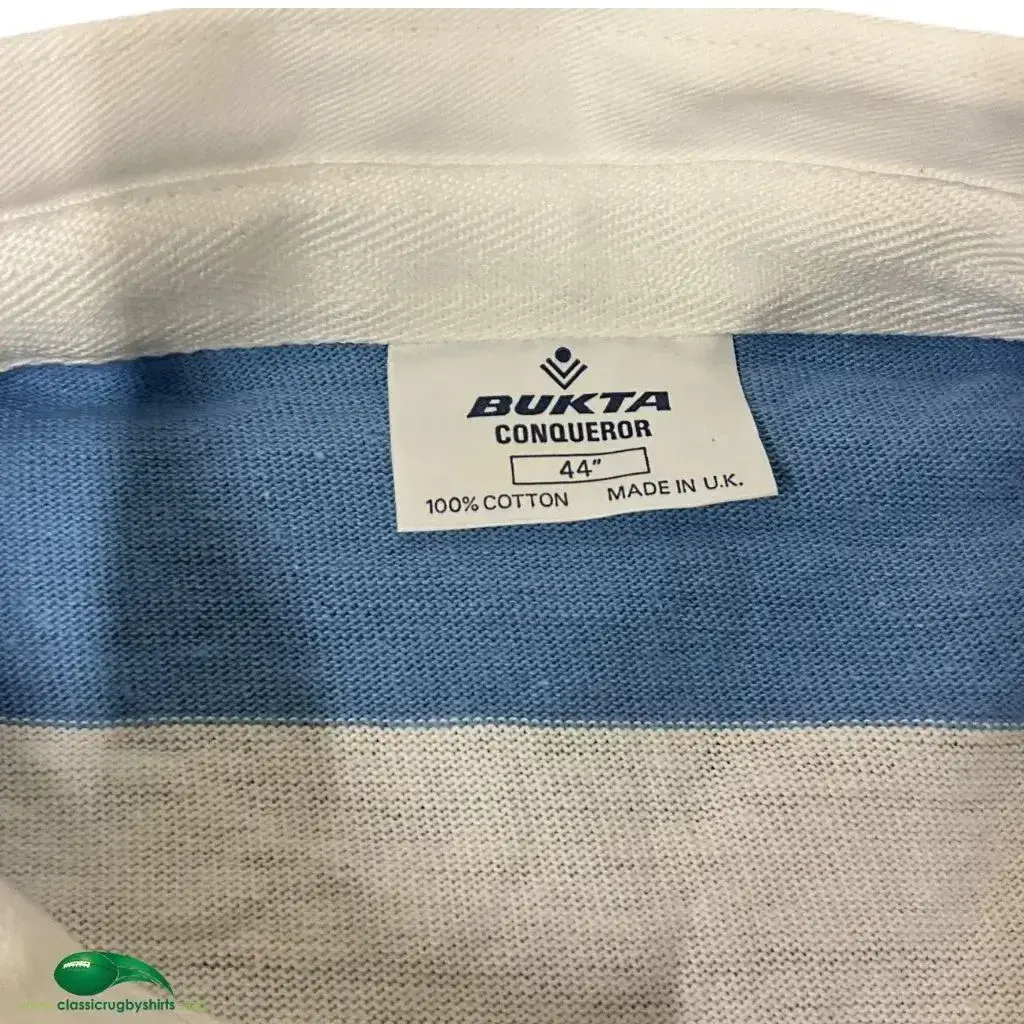 BUKTA
CONQUEROR
44"
100% COTTON MADE IN U.K.
classicrugbyshirts